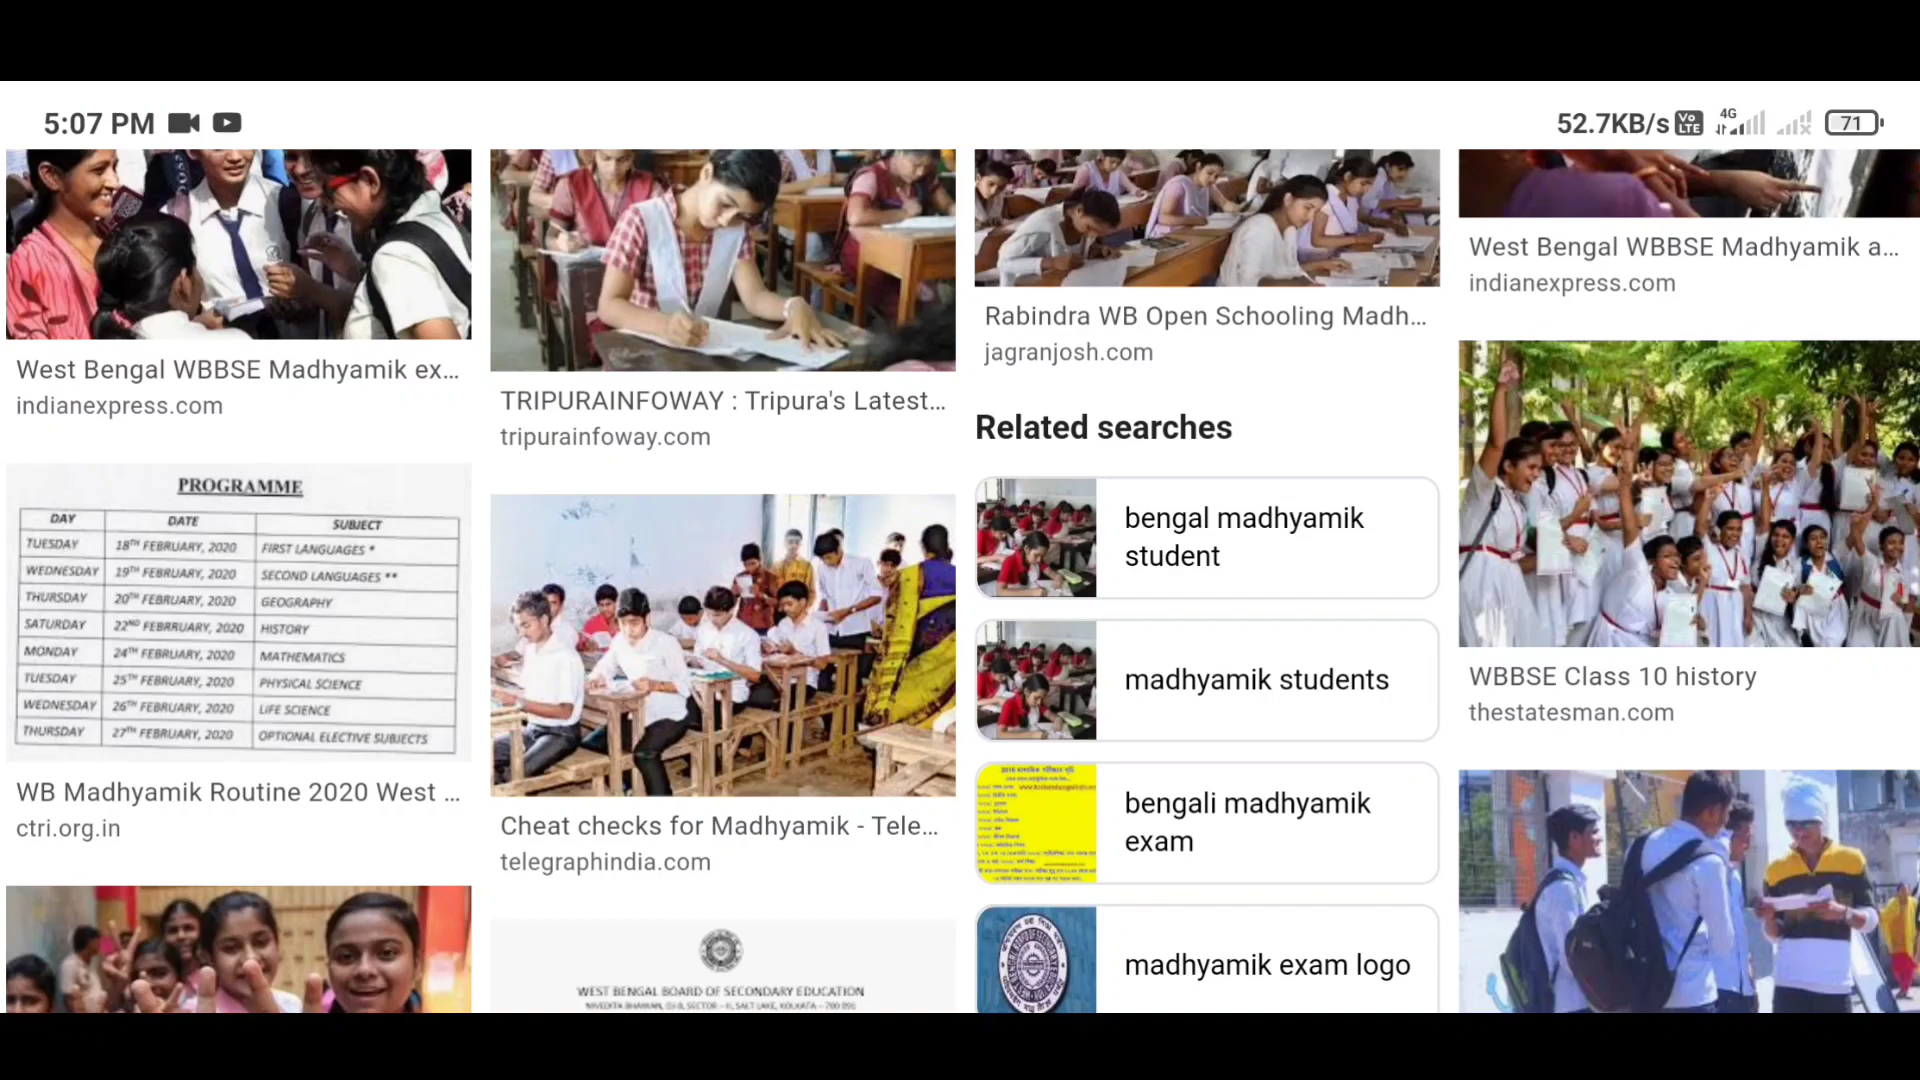 5:07 PM
52.7KB/s
Vo LTE
4G
71
West Bengal WBBSE Madhyamik ex...
indianexpress.com
PROGRAMME
DAY DATE SUBJECT
TUESDAY 18TH FEBRUARY, 2020 FIRST LANGUAGES *
WEDNESDAY 19TH FEBRUARY, 2020 SECOND LANGUAGES **
THURSDAY 20TH FEBRUARY, 2020 GEOGRAPHY
SATURDAY 22ND FEBRRUARY, 2020 HISTORY
MONDAY 24TH FEBRUARY, 2020 MATHEMATICS
TUESDAY 25TH FEBRUARY, 2020 PHYSICAL SCIENCE
WEDNESDAY 26TH FEBRUARY, 2020 LIFE SCIENCE
THURSDAY 27TH FEBRUARY, 2020 OPTIONAL ELECTIVE SUBJECTS
WB Madhyamik Routine 2020 West ...
ctri.org.in
TRIPURAINFOWAY : Tripura's Latest...
tripurainfoway.com
Cheat checks for Madhyamik - Tele...
telegraphindia.com
WEST BENGAL BOARD OF SECONDARY EDUCATION
Rabindra WB Open Schooling Madh...
jagranjosh.com
Related searches
bengal madhyamik
student
madhyamik students
bengali madhyamik
exam
madhyamik exam logo
West Bengal WBBSE Madhyamik a...
indianexpress.com
WBBSE Class 10 history
thestatesman.com